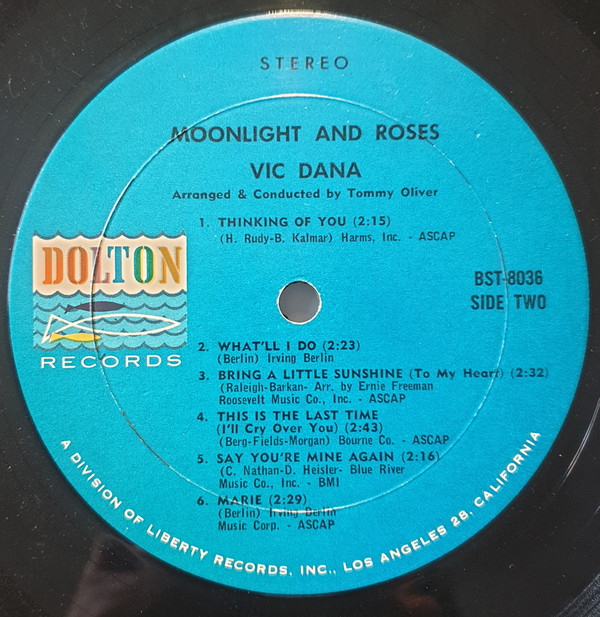 STEREO
MOONLIGHT AND ROSES
VIC DANA
Arranged & Conducted by Tommy Oliver
1. THINKING OF YOU (2:15)
(H. Rudy-B. Kalmar) Harms, Inc. - ASCAP
DOLTON
RECORDS
BST-8036
SIDE TWO
2. WHAT'LL I DO (2:23)
(Berlin) Irving Berlin
3. BRING A LITTLE SUNSHINE (To My Heart) (2:32)
(Raleigh-Barkan- Arr. by Ernie Freeman
Roosevelt Music Co., Inc. - ASCAP
4. THIS IS THE LAST TIME
(I'll Cry Over You) (2:43)
(Berg-Fields-Morgan) Bourne Co. - ASCAP
5. SAY YOU'RE MINE AGAIN (2:16)
(C. Nathan-D. Heisler- Blue River
Music Co., Inc. - BMI
6. MARIE (2:29)
(Berlin) Irving Berlin
Music Corp. - ASCAP
A DIVISION OF LIBERTY RECORDS, INC., LOS ANGELES 28, CALIFORNIA